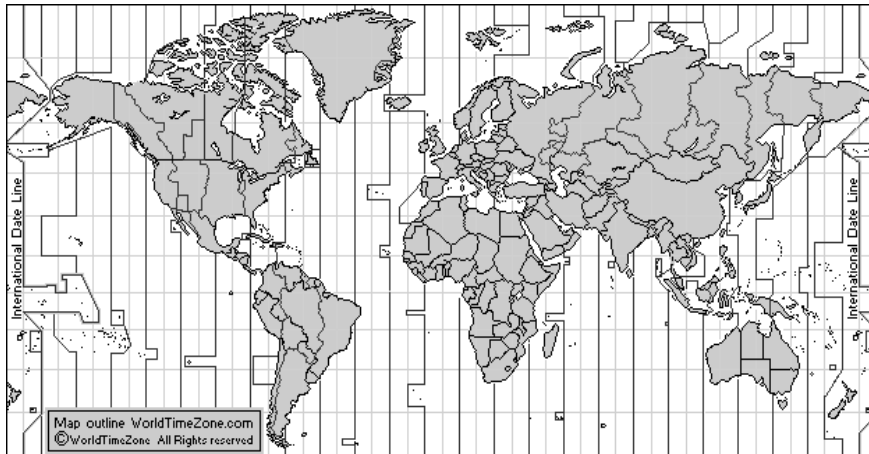 International Date Line
International Date Line
Map outline WorldTimeZone.com
©WorldTimeZone All Rights reserved